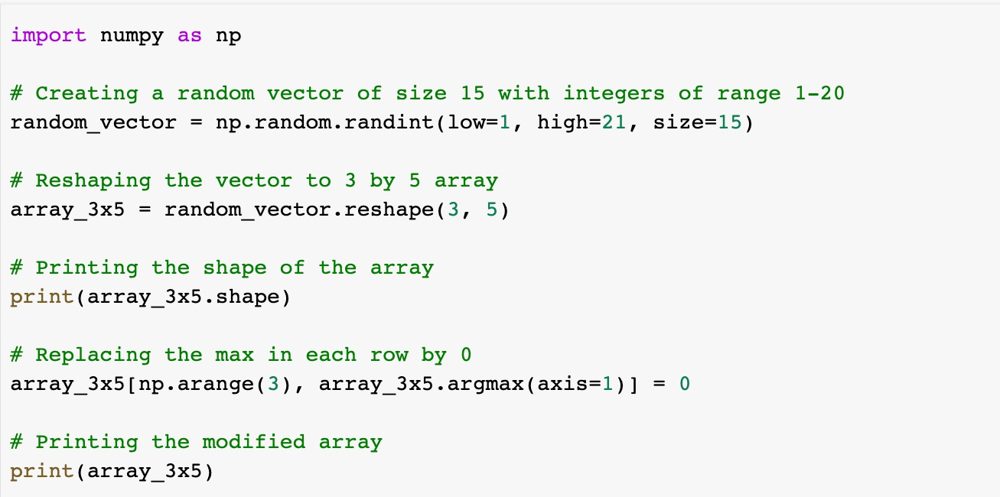 import numpy as np
# Creating a random vector of size 15 with integers of range 1-20
random_vector = np.random.randint(low=1, high=21, size=15)
# Reshaping the vector to 3 by 5 array
array_3x5 = random_vector.reshape(3, 5)
# Printing the shape of the array
print(array_3x5.shape)
# Replacing the max in each row by 0
array_3x5[np.arange(3), array_3x5.argmax(axis=1)] = 0
# Printing the modified array
print(array_3x5)